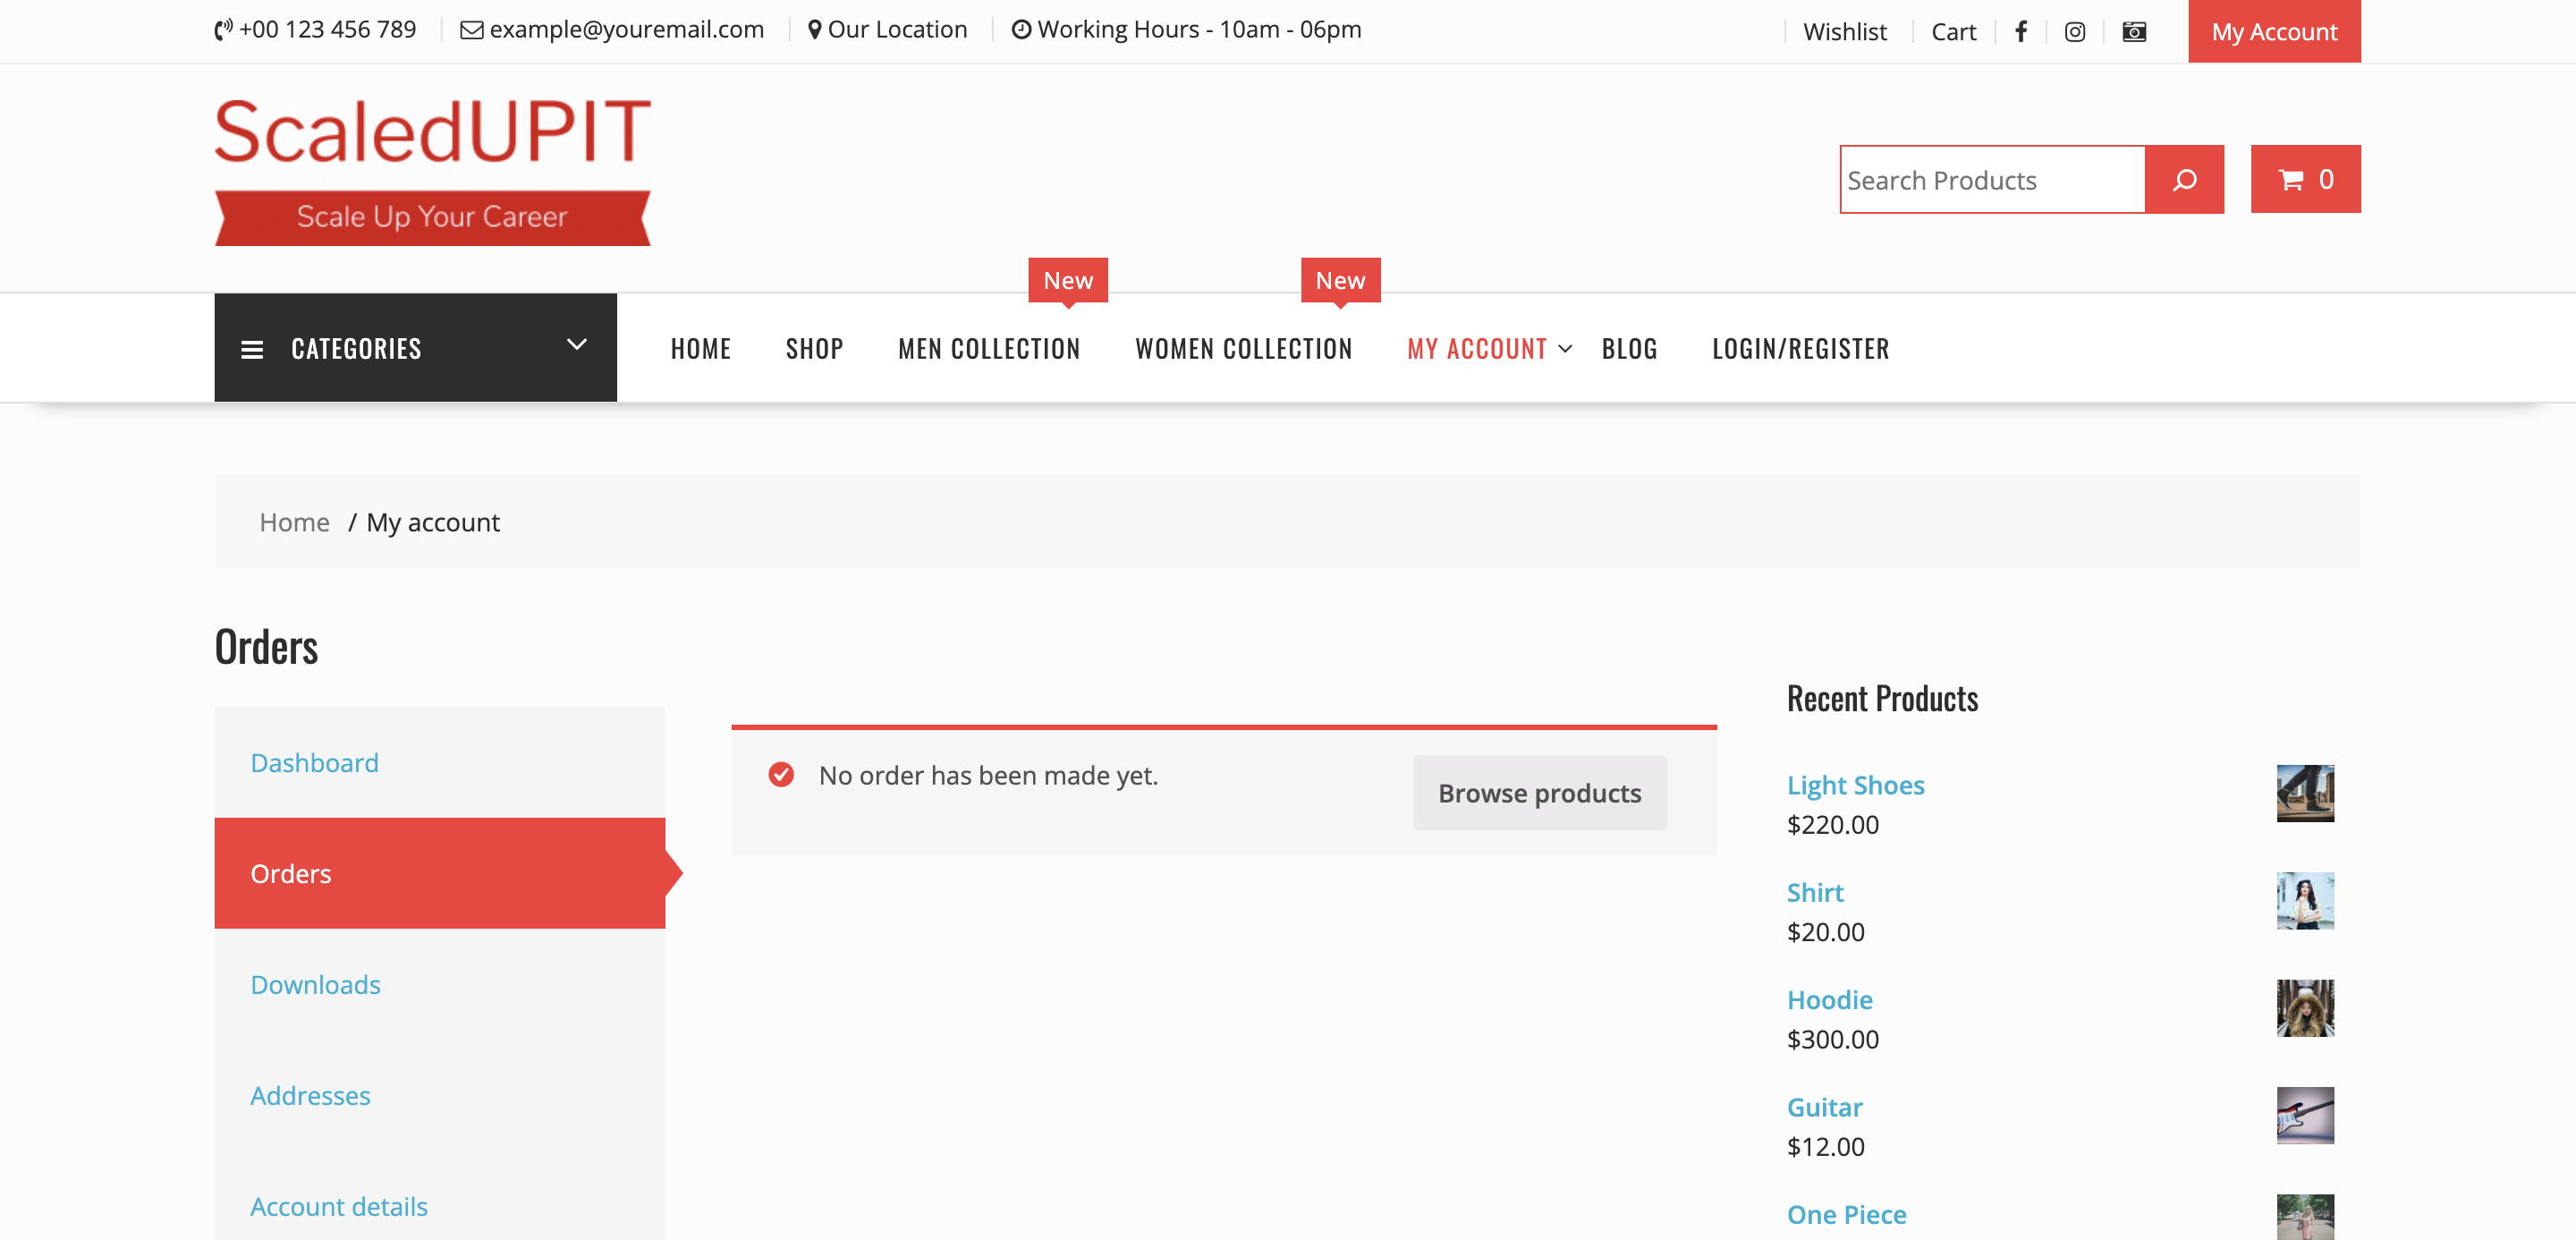 +00 123 456 789
example@youremail.com
Our Location
Working Hours - 10am - 06pm
Wishlist
Cart
My Account
ScaledUPIT
Scale Up Your Career
Search Products
0
New
New
CATEGORIES
HOME
SHOP
MEN COLLECTION
WOMEN COLLECTION
MY ACCOUNT
BLOG
LOGIN/REGISTER
Home / My account
Orders
Dashboard
Orders
Downloads
Addresses
Account details
No order has been made yet.
Browse products
Recent Products
Light Shoes
$220.00
Shirt
$20.00
Hoodie
$300.00
Guitar
$12.00
One Piece